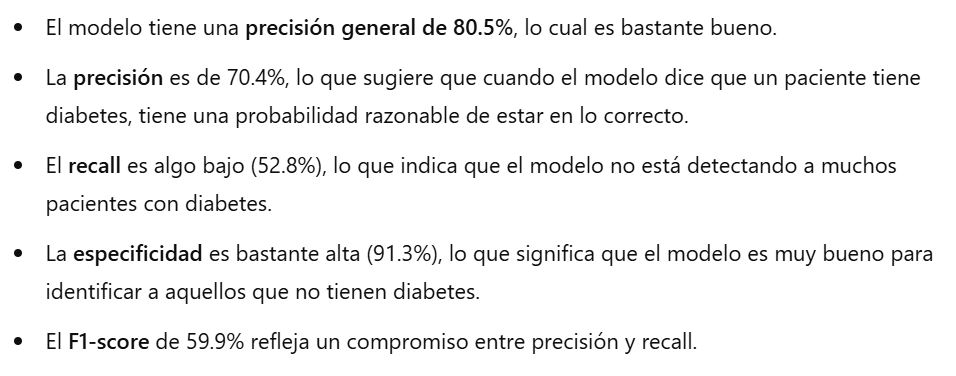 • El modelo tiene una precisión general de 80.5%, lo cual es bastante bueno.
• La precisión es de 70.4%, lo que sugiere que cuando el modelo dice que un paciente tiene
diabetes, tiene una probabilidad razonable de estar en lo correcto.
• El recall es algo bajo (52.8%), lo que indica que el modelo no está detectando a muchos
pacientes con diabetes.
• La especificidad es bastante alta (91.3%), lo que significa que el modelo es muy bueno para
identificar a aquellos que no tienen diabetes.
• El F1-score de 59.9% refleja un compromiso entre precisión y recall.